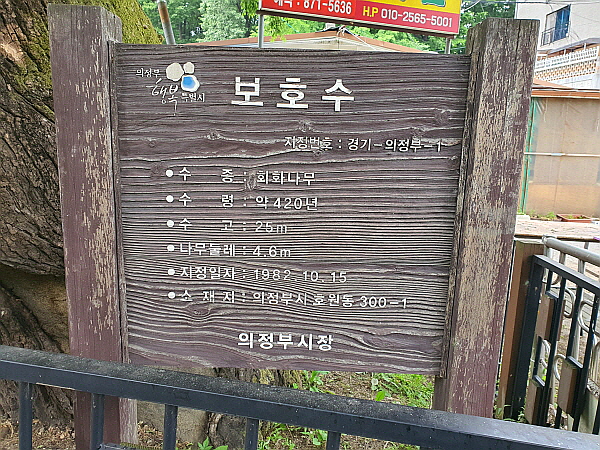 871-5636 H.P 010-2565-5001
의정부
행복특별시
보호수
지정번호 : 경기-의정부-1
•수 종 : 회화나무
•수 령 : 약 420년
•수 고 : 25m
•나무둘레 : 4.6m
•지정일자 : 1982. 10. 15
•소 재 지 : 의정부시 호원동 300-1
의정부시장